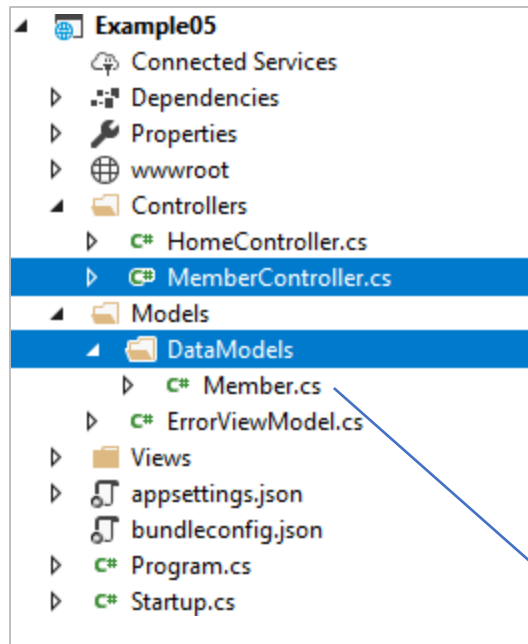 Example05
Connected Services
Dependencies
Properties
wwwroot
Controllers
C# HomeController.cs
C# MemberController.cs
Models
DataModels
C# Member.cs
C# ErrorViewModel.cs
Views
appsettings.json
bundleconfig.json
C# Program.cs
C# Startup.cs